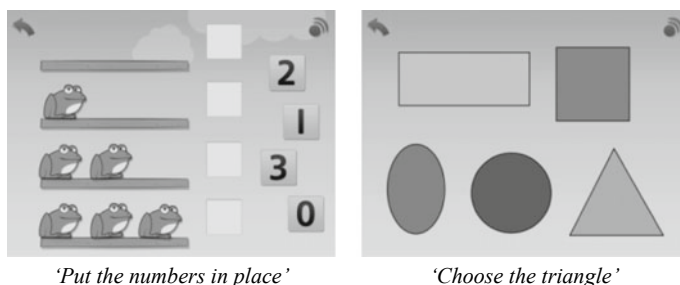 2
1
3
0
‘Put the numbers in place’
‘Choose the triangle’